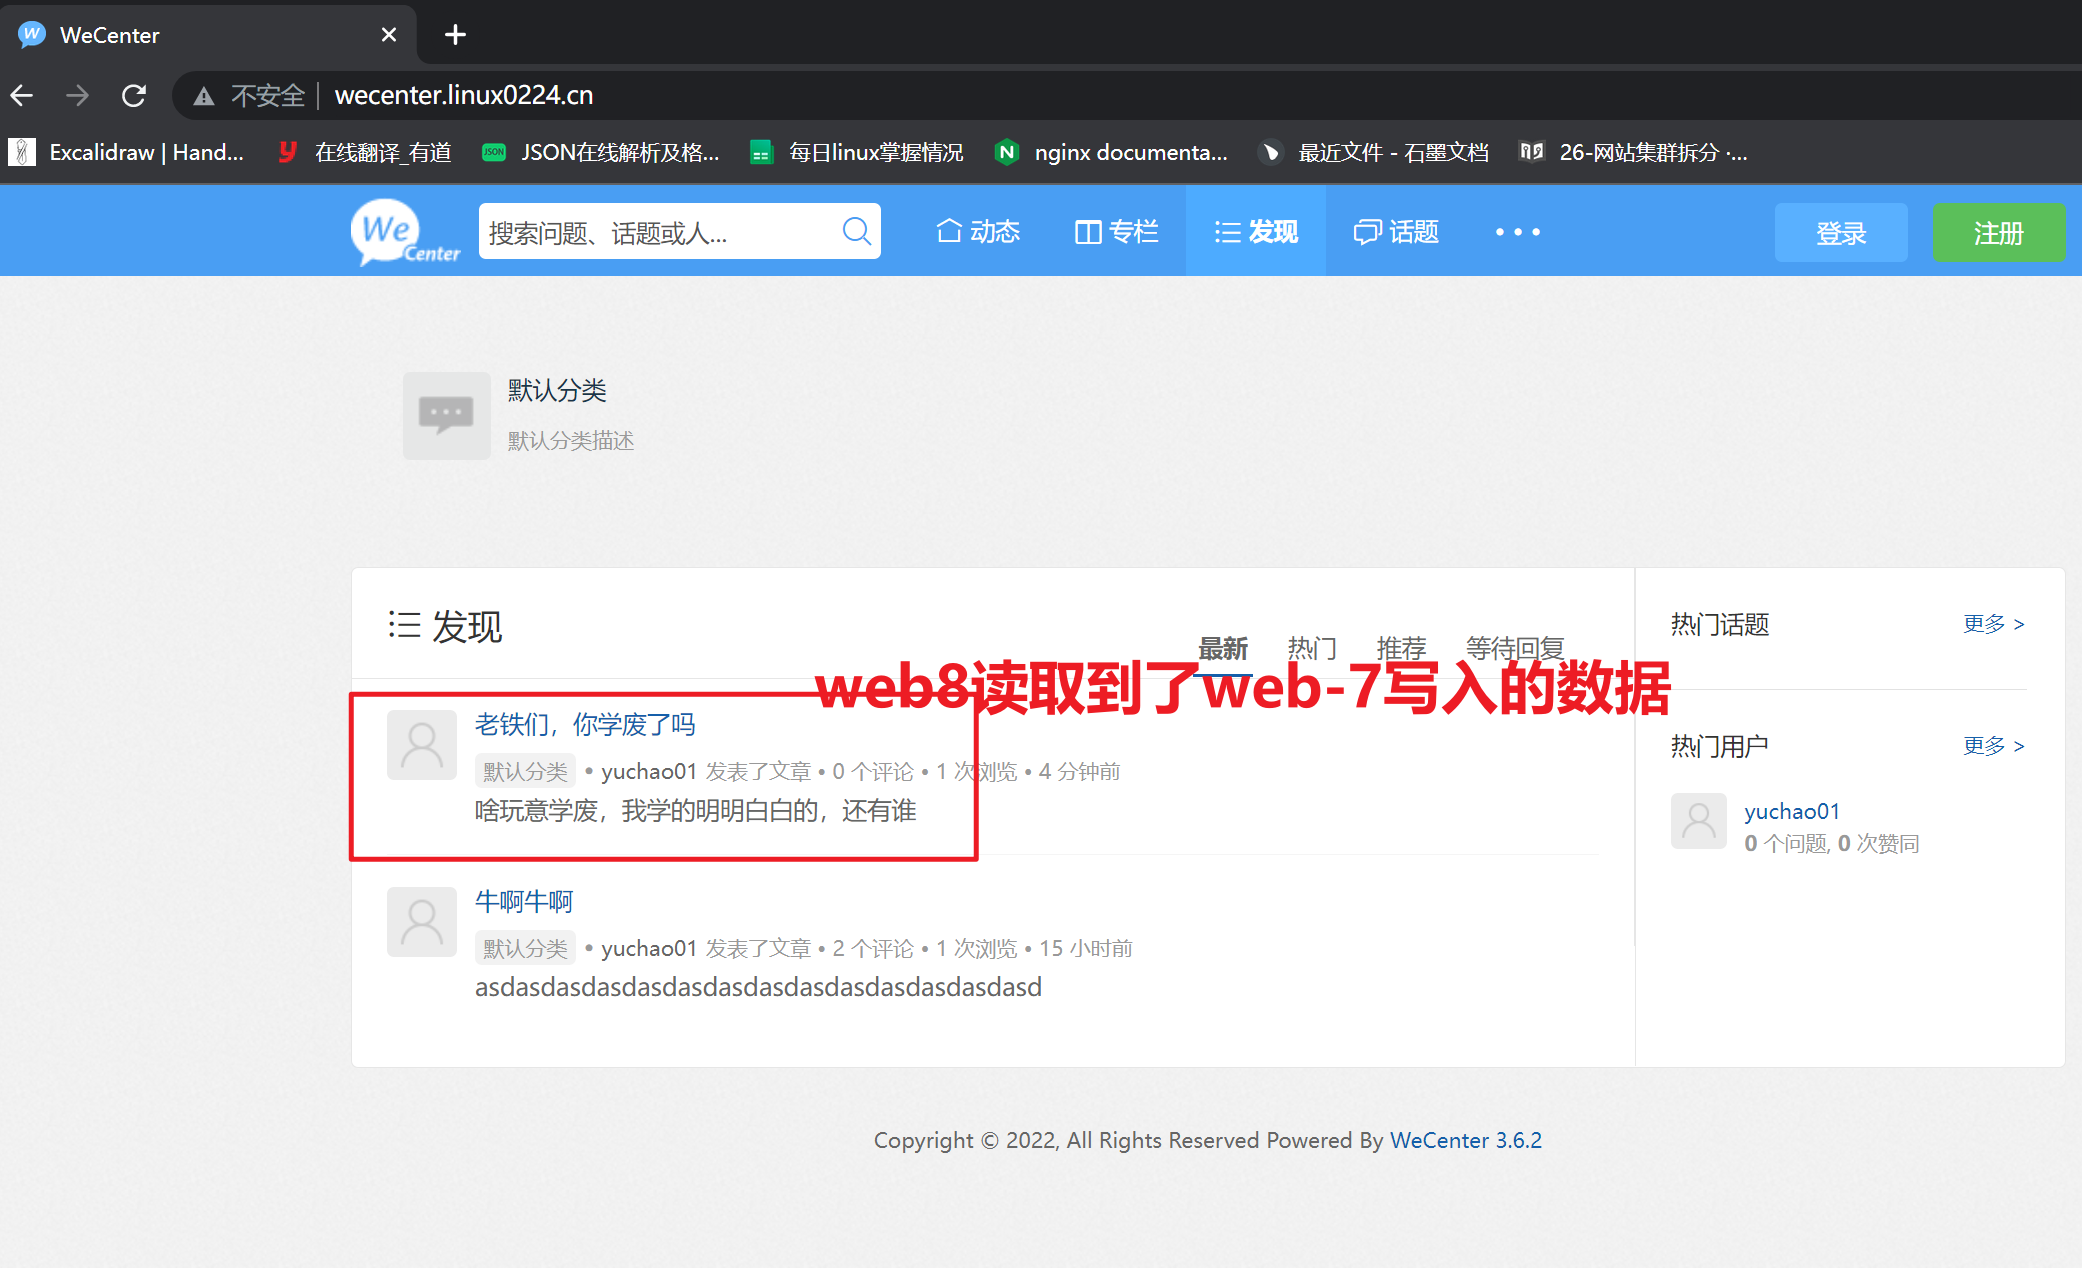 WeCenter
不安全 wecenter.linux0224.cn
Excalidraw | Hand... 在线翻译_有道 JSON在线解析及格... 每日linux掌握情况 nginx documenta... 最近文件 - 石墨文档 26-网站集群拆分 ·...
We Center 搜索问题、话题或人... 动态 专栏 发现 话题 登录 注册
默认分类
默认分类描述
发现
最新 热门 推荐 等待回复
web8读取到了web-7写入的数据
老铁们，你学废了吗
默认分类 • yuchao01 发表了文章 • 0 个评论 • 1 次浏览 • 4 分钟前
啥玩意学废，我学的明明白白的，还有谁
牛啊牛啊
默认分类 • yuchao01 发表了文章 • 2 个评论 • 1 次浏览 • 15 小时前
asdasdasdasdasdasdasdasdasdasdasdasdasdasd
热门话题 更多 >
热门用户 更多 >
yuchao01
0 个问题, 0 次赞同
Copyright © 2022, All Rights Reserved Powered By WeCenter 3.6.2